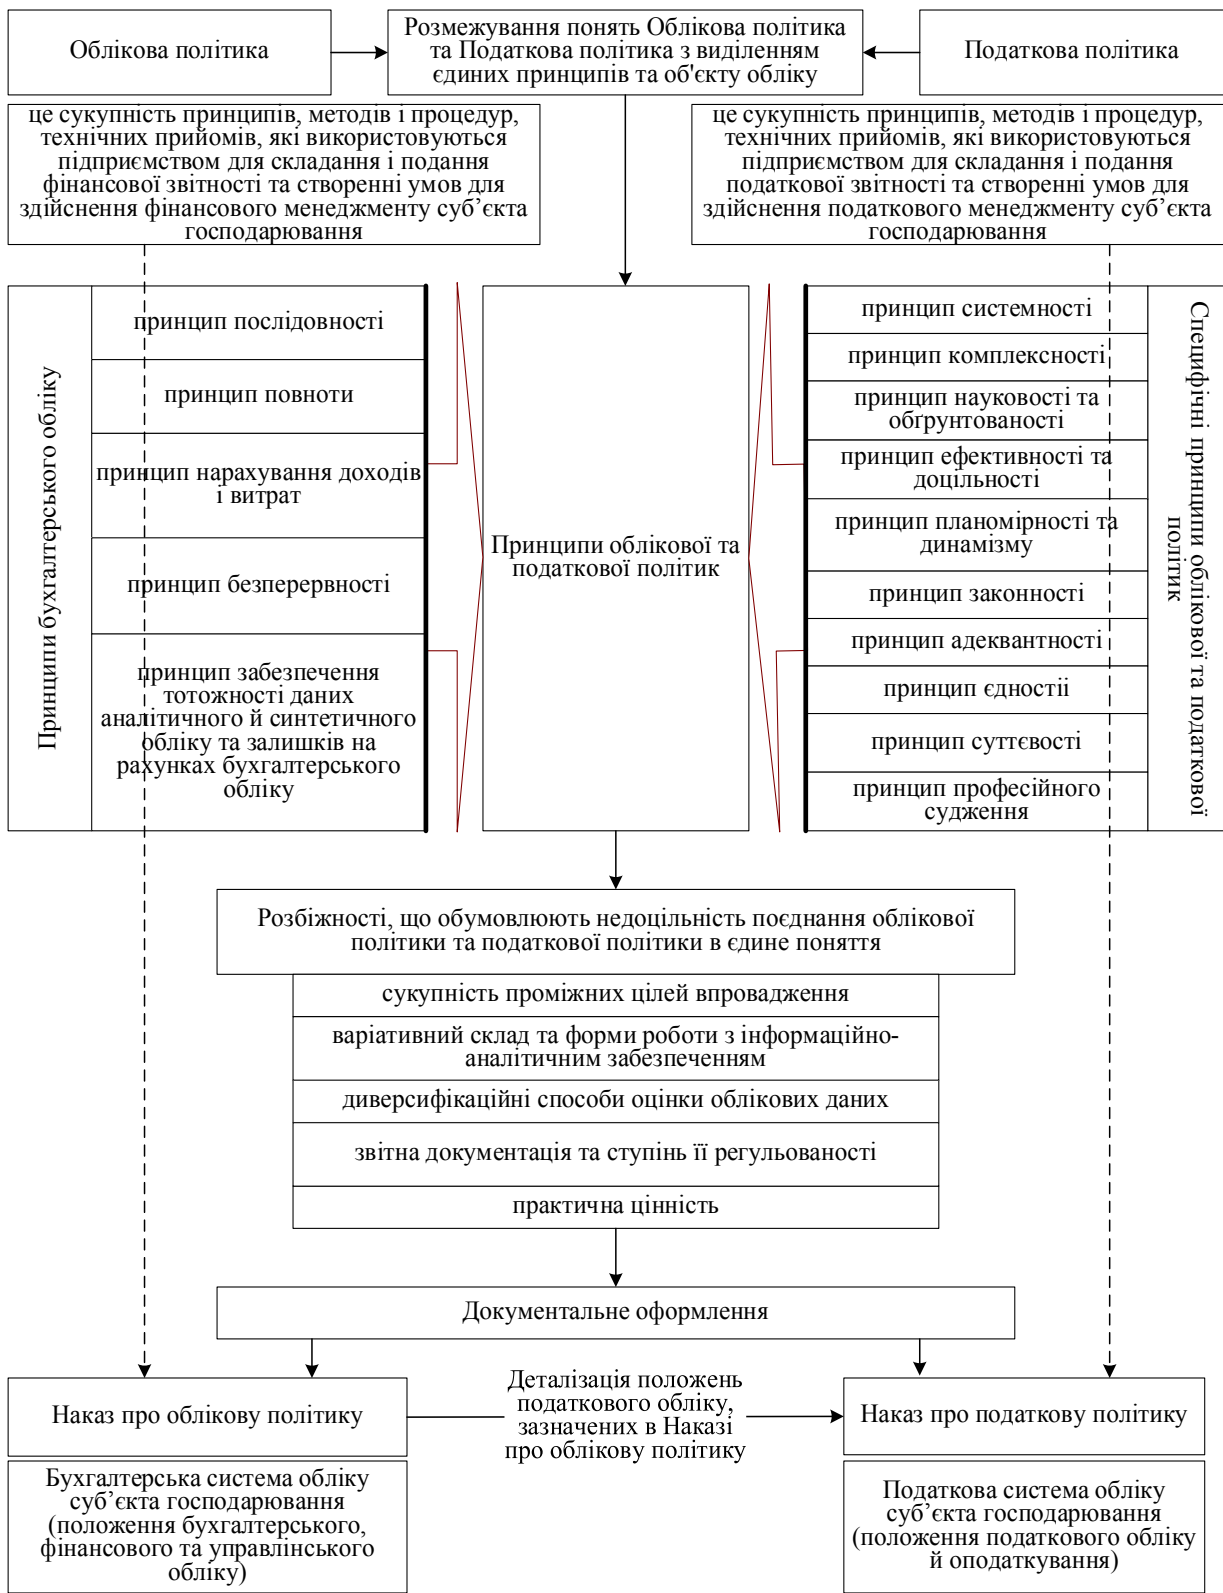 Облікова політика
Розмежування понять Облікова політика
та Податкова політика з виділенням
єдиних принципів та об'єкту обліку
Податкова політика
це сукупність принципів, методів і процедур,
технічних прийомів, які використовуються
підприємством для складання і подання
фінансової звітності та створенні умов для
здійснення фінансового менеджменту суб’єкта
господарювання
це сукупність принципів, методів і процедур,
технічних прийомів, які використовуються
підприємством для складання і подання
податкової звітності та створенні умов для
здійснення податкового менеджменту суб’єкта
господарювання
Принципи бухгалтерського обліку
принцип послідовності
принцип повноти
принцип нарахування доходів
і витрат
принцип безперервності
принцип забезпечення
тотожності даних
аналітичного й синтетичного
обліку та залишків на
рахунках бухгалтерського
обліку
Принципи облікової та
податкової політик
принцип системності
принцип комплексності
принцип науковості та
обґрунтованості
принцип ефективності та
доцільності
принцип планомірності та
динамізму
принцип законності
принцип адеквантності
принцип єдностії
принцип суттєвості
принцип професійного
судження
Специфічні принципи облікової та податкової
політик
Розбіжності, що обумовлюють недоцільність поєднання облікової
політики та податкової політики в єдине поняття
сукупність проміжних цілей впровадження
варіативний склад та форми роботи з інформаційно-
аналітичним забезпеченням
диверсифікаційні способи оцінки облікових даних
звітна документація та ступінь її регульованості
практична цінність
Документальне оформлення
Наказ про облікову політику
Деталізація положень
податкового обліку,
зазначених в Наказі
про облікову політику
Наказ про податкову політику
Бухгалтерська система обліку
суб’єкта господарювання
(положення бухгалтерського,
фінансового та управлінського
обліку)
Податкова система обліку
суб’єкта господарювання
(положення податкового обліку
й оподаткування)